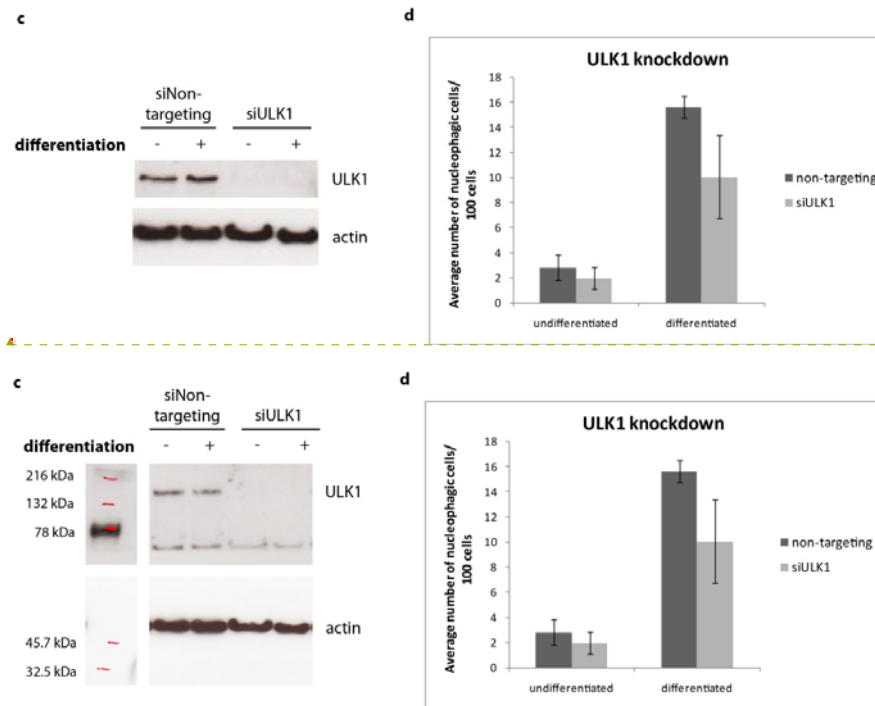 c
siNon-
targeting
siULK1
differentiation
- + - +
ULK1
actin
d
ULK1 knockdown
Average number of nucleophagic cells/
100 cells
18
16
14
12
10
8
6
4
2
0
undifferentiated
differentiated
non-targeting
siULK1
c
siNon-
targeting
siULK1
differentiation
- + - +
216 kDa
132 kDa
78 kDa
ULK1
actin
45.7 kDa
32.5 kDa
d
ULK1 knockdown
Average number of nucleophagic cells/
100 cells
18
16
14
12
10
8
6
4
2
0
undifferentiated
differentiated
non-targeting
siULK1